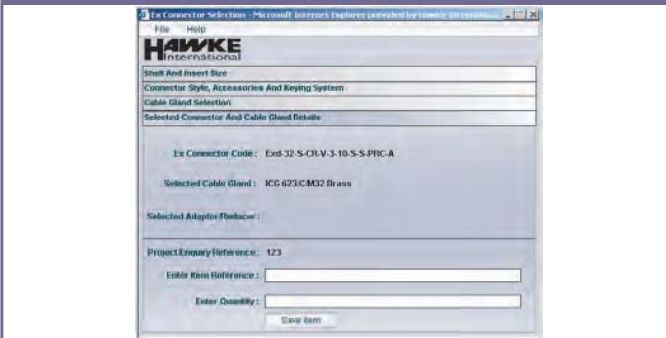 Ex Connector Selection - Microsoft Internet Explorer provided by Hawke
File Help
HAWKE
International
Shell And Insert Size
Connector Style, Accessories And Keying System
Cable Gland Selection
Selected Connector And Cable Gland Details
Ex Connector Code : Exd-32-S-CR-V-3-10-S-S-PRC-A
Selected Cable Gland : ICG 623/C/M32 Brass
Selected Adaptor/Reducer :
Project/Enquiry Reference : 123
Enter Item Reference :
Enter Quantity :
Save Item